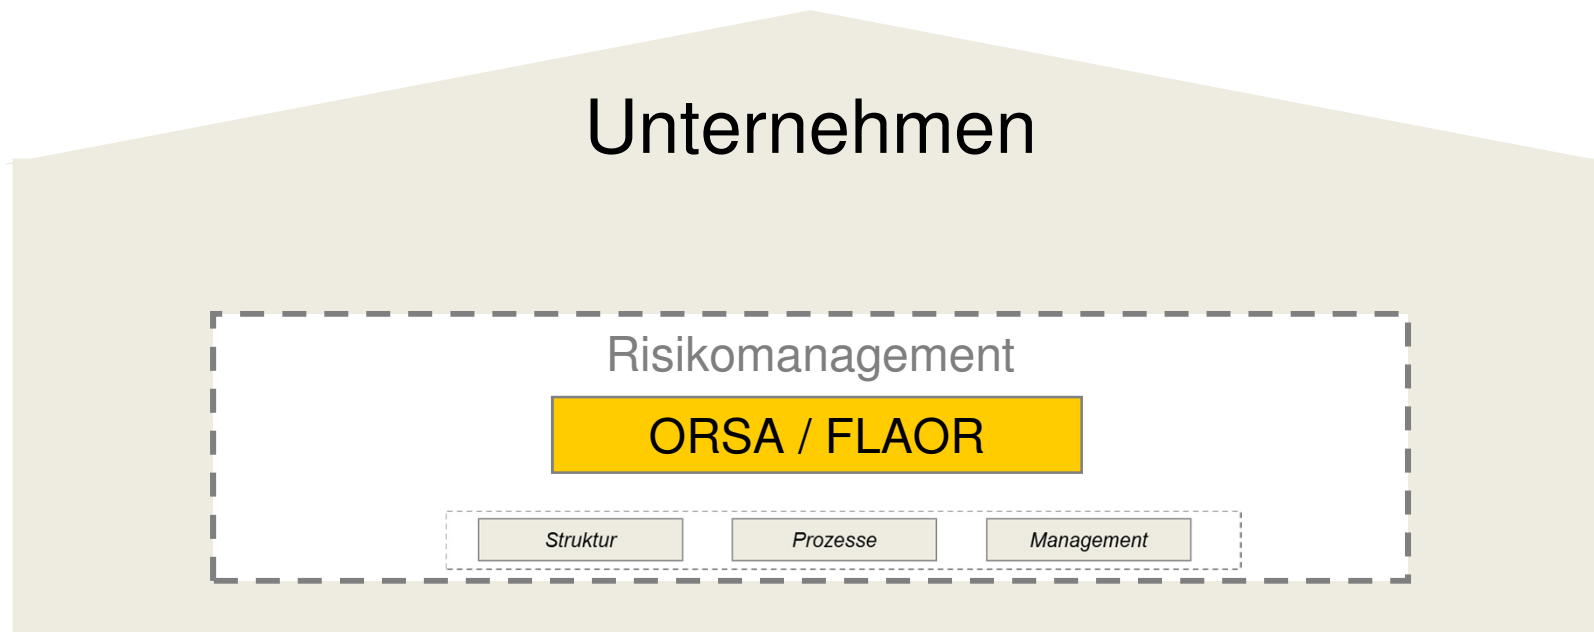 Unternehmen
Risikomanagement
ORSA / FLAOR
Struktur Prozesse Management